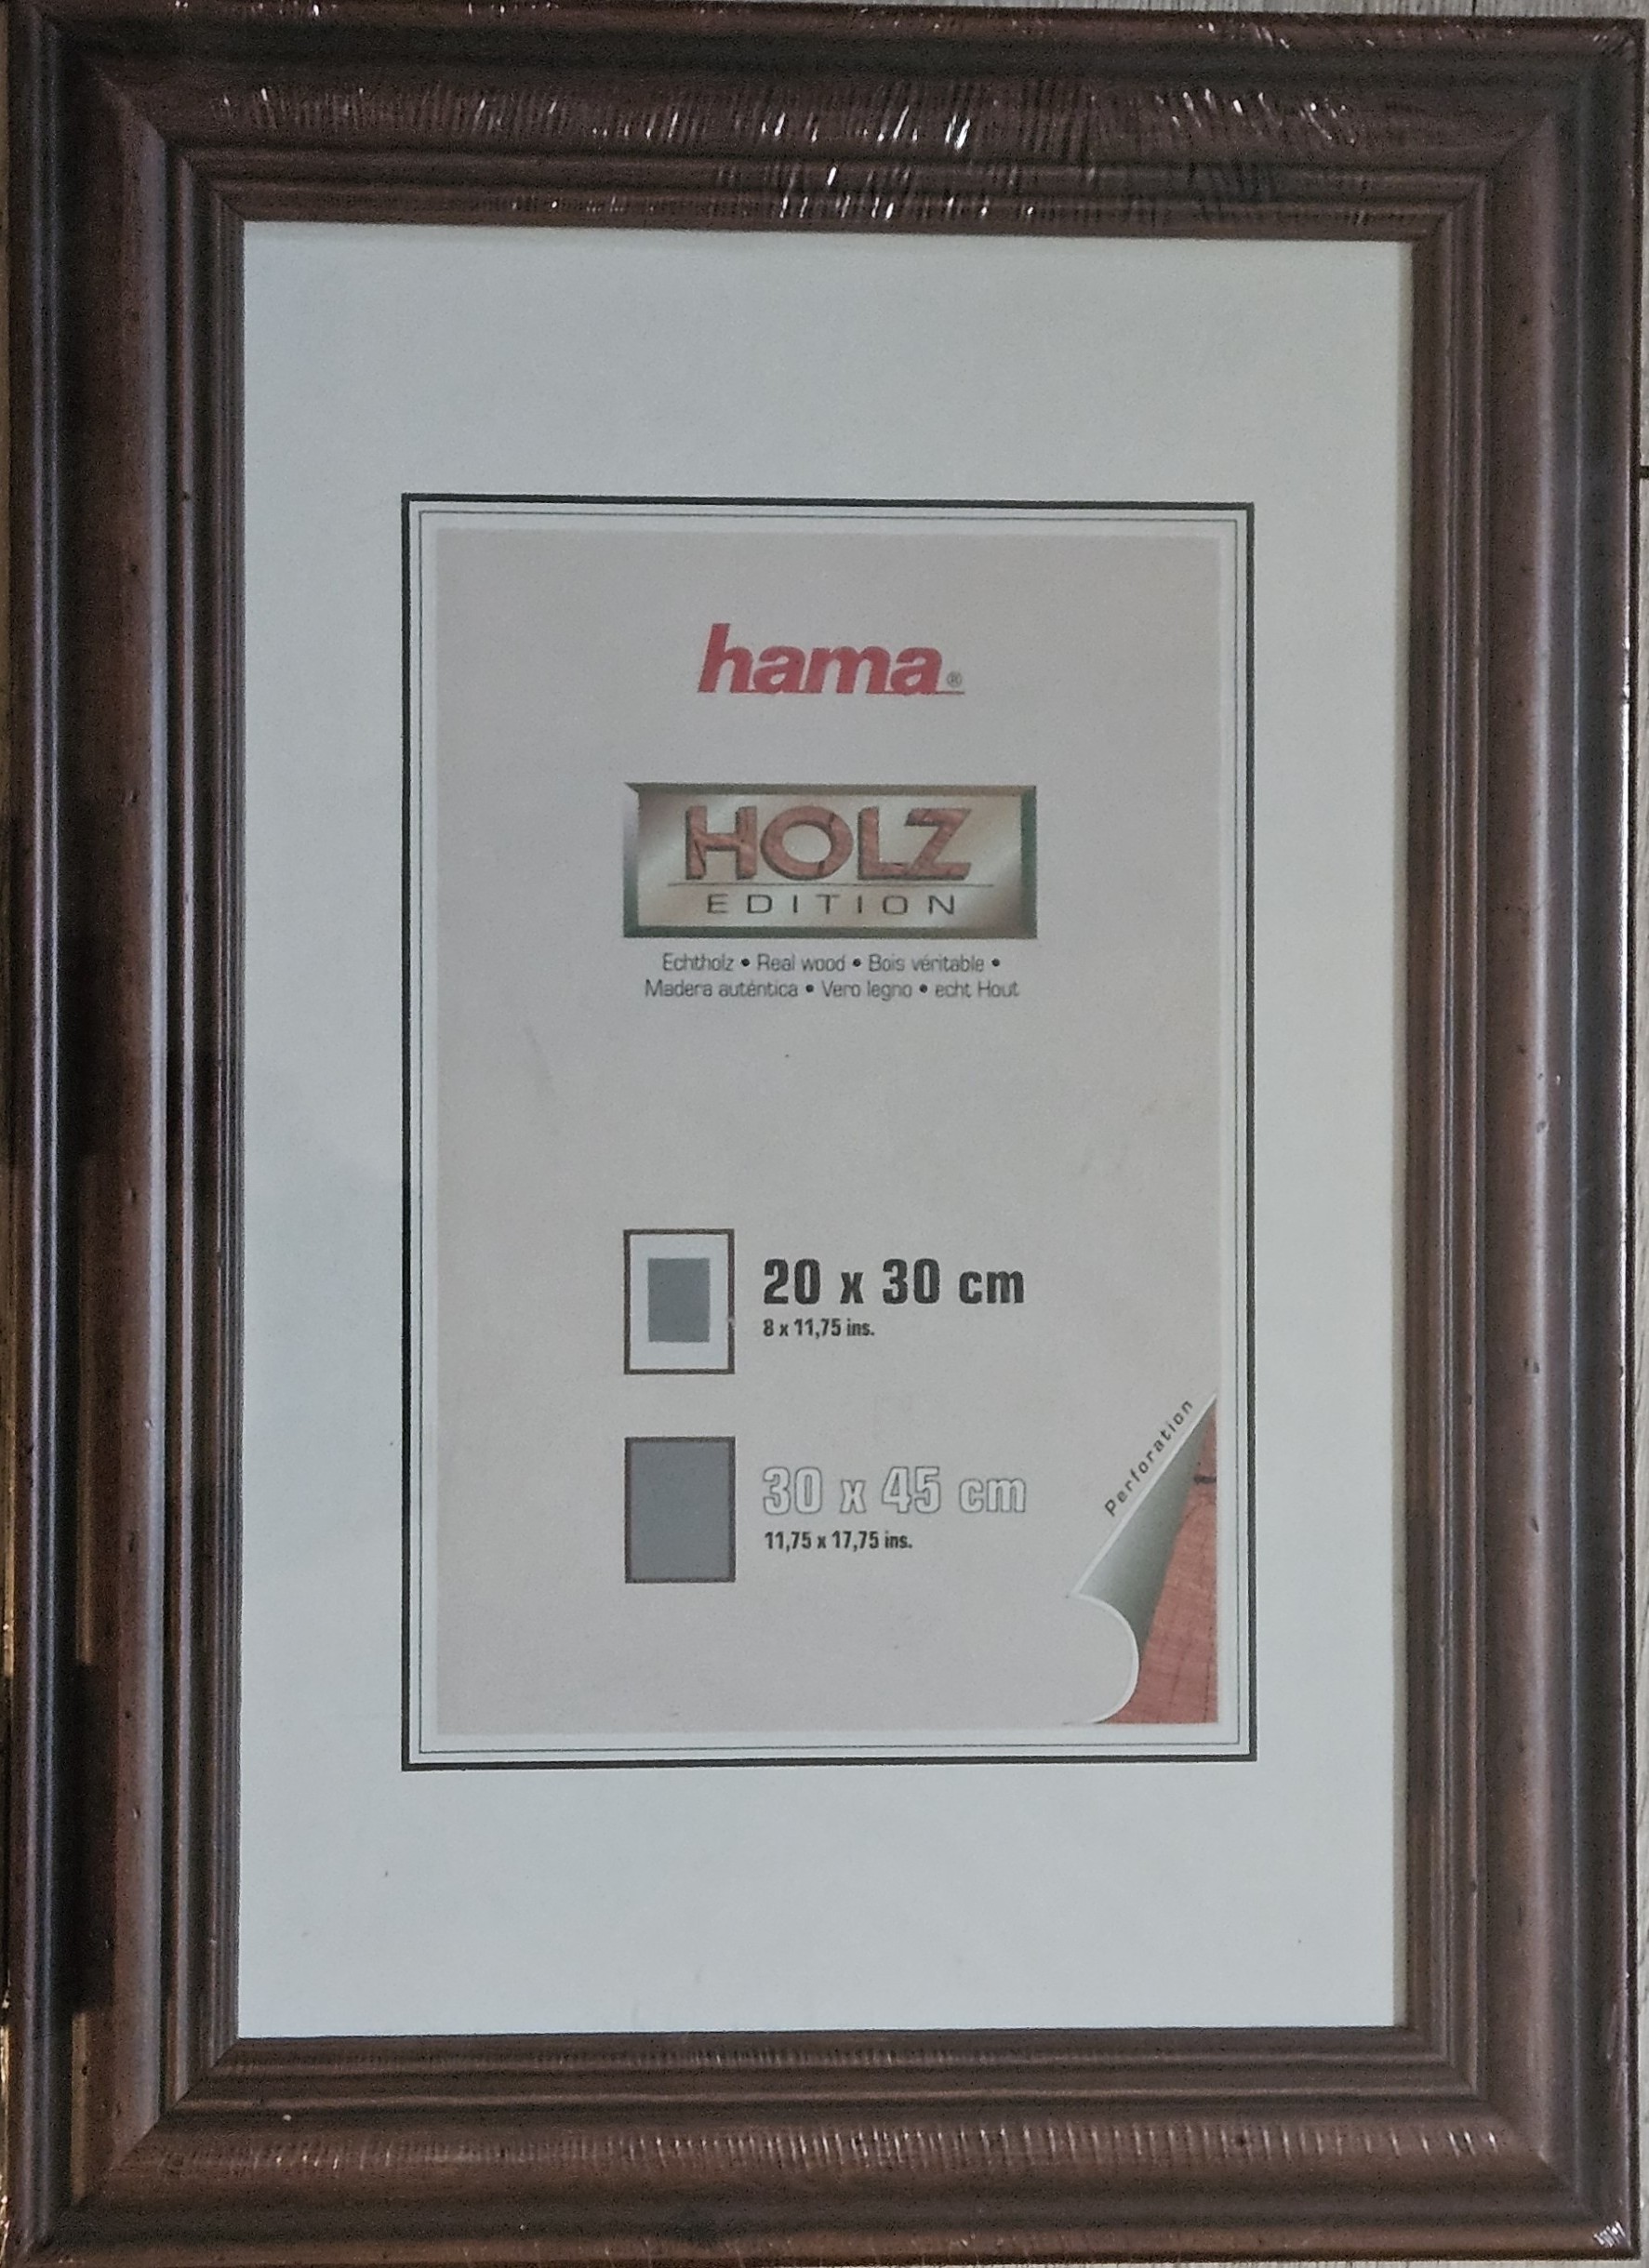 hama®
HOLZ
EDITION
Echtholz • Real wood • Bois véritable •
Madera auténtica • Vero legno • echt Hout
20 x 30 cm
8 x 11,75 ins.
30 x 45 cm
11,75 x 17,75 ins.
Perforation